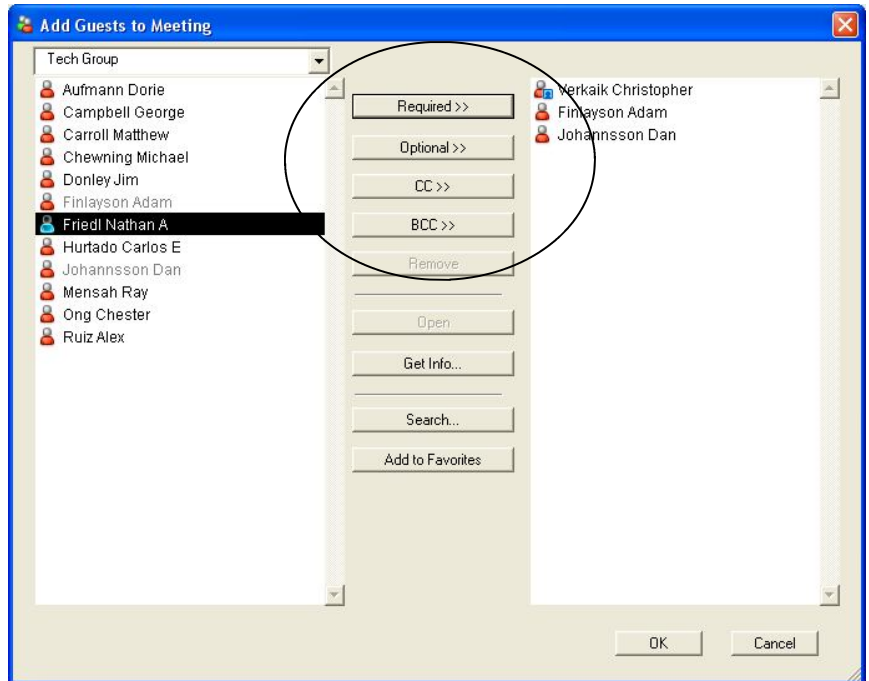 Add Guests to Meeting
Tech Group
Aufmann Dorie
Campbell George
Carroll Matthew
Chewning Michael
Donley Jim
Finlayson Adam
Friedl Nathan A
Hurtado Carlos E
Johannsson Dan
Mensah Ray
Ong Chester
Ruiz Alex
Required >>
Optional >>
CC >>
BCC >>
Remove
Open
Get Info...
Search...
Add to Favorites
Verkaik Christopher
Finlayson Adam
Johannsson Dan
OK
Cancel